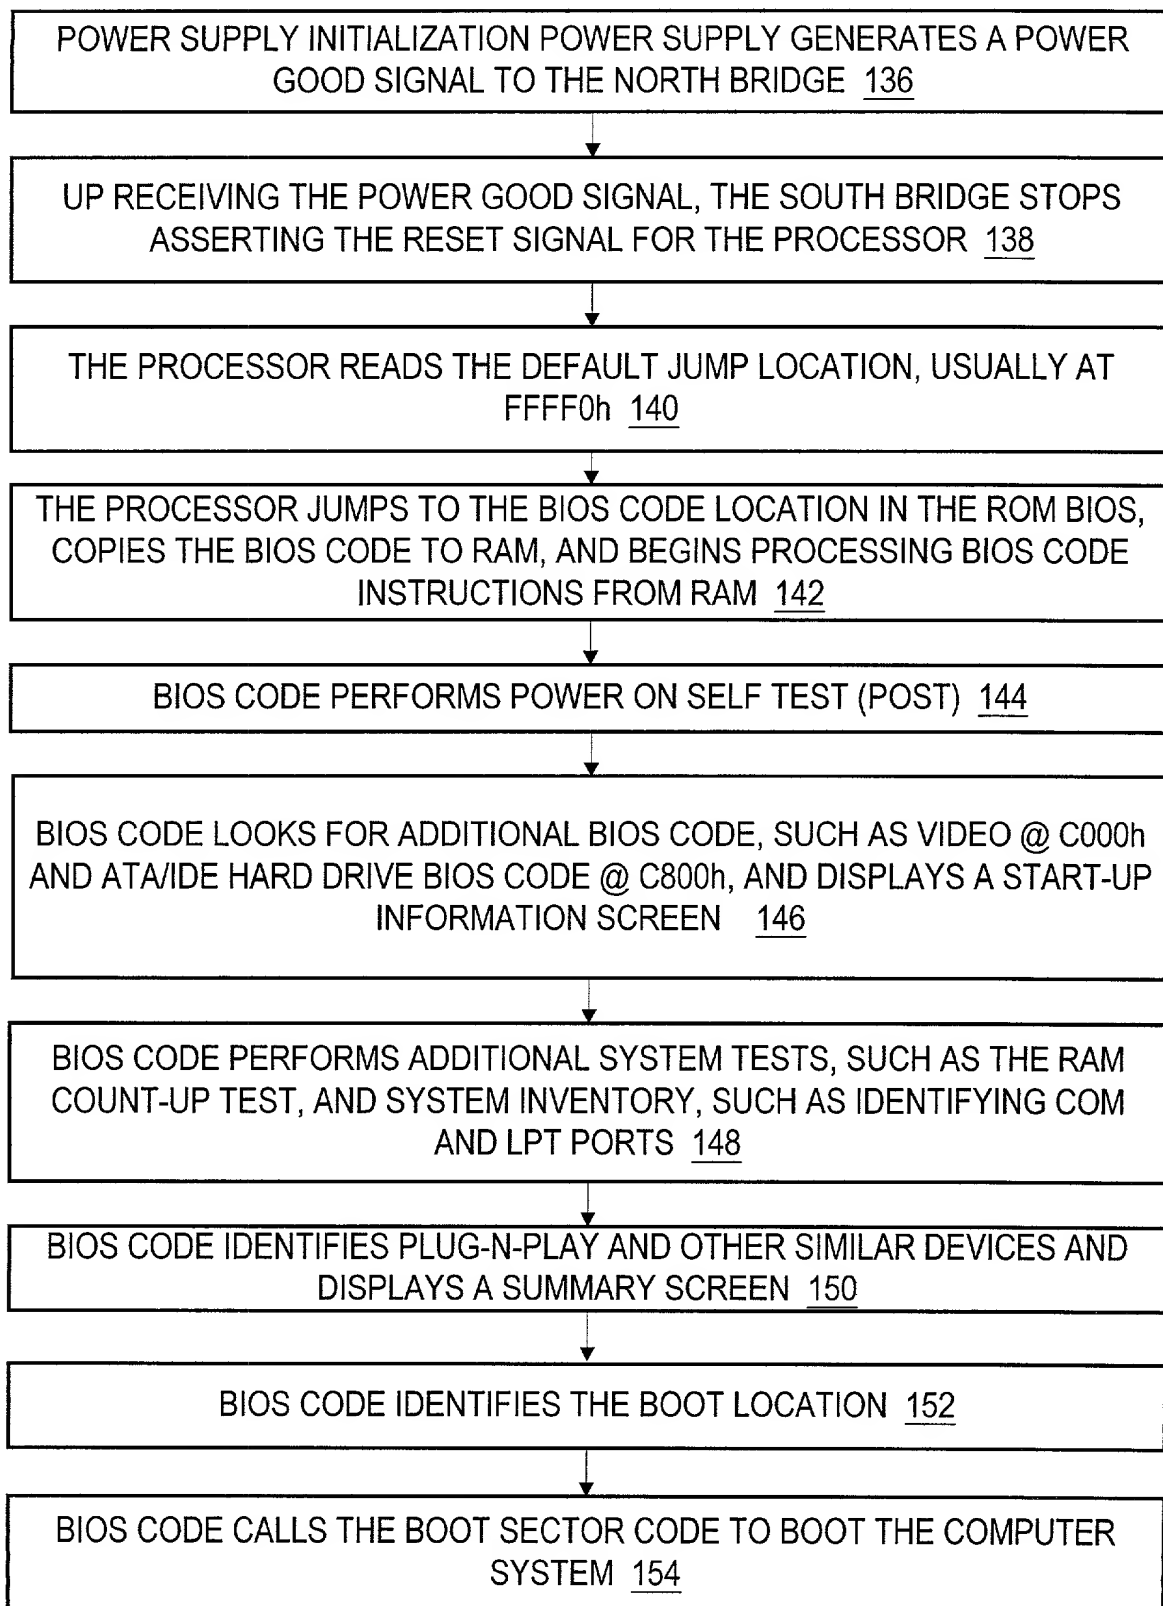 POWER SUPPLY INITIALIZATION POWER SUPPLY GENERATES A POWER
GOOD SIGNAL TO THE NORTH BRIDGE 136
UP RECEIVING THE POWER GOOD SIGNAL, THE SOUTH BRIDGE STOPS
ASSERTING THE RESET SIGNAL FOR THE PROCESSOR 138
THE PROCESSOR READS THE DEFAULT JUMP LOCATION, USUALLY AT
FFFF0h 140
THE PROCESSOR JUMPS TO THE BIOS CODE LOCATION IN THE ROM BIOS,
COPIES THE BIOS CODE TO RAM, AND BEGINS PROCESSING BIOS CODE
INSTRUCTIONS FROM RAM 142
BIOS CODE PERFORMS POWER ON SELF TEST (POST) 144
BIOS CODE LOOKS FOR ADDITIONAL BIOS CODE, SUCH AS VIDEO @ C000h
AND ATA/IDE HARD DRIVE BIOS CODE @ C800h, AND DISPLAYS A START-UP
INFORMATION SCREEN 146
BIOS CODE PERFORMS ADDITIONAL SYSTEM TESTS, SUCH AS THE RAM
COUNT-UP TEST, AND SYSTEM INVENTORY, SUCH AS IDENTIFYING COM
AND LPT PORTS 148
BIOS CODE IDENTIFIES PLUG-N-PLAY AND OTHER SIMILAR DEVICES AND
DISPLAYS A SUMMARY SCREEN 150
BIOS CODE IDENTIFIES THE BOOT LOCATION 152
BIOS CODE CALLS THE BOOT SECTOR CODE TO BOOT THE COMPUTER
SYSTEM 154